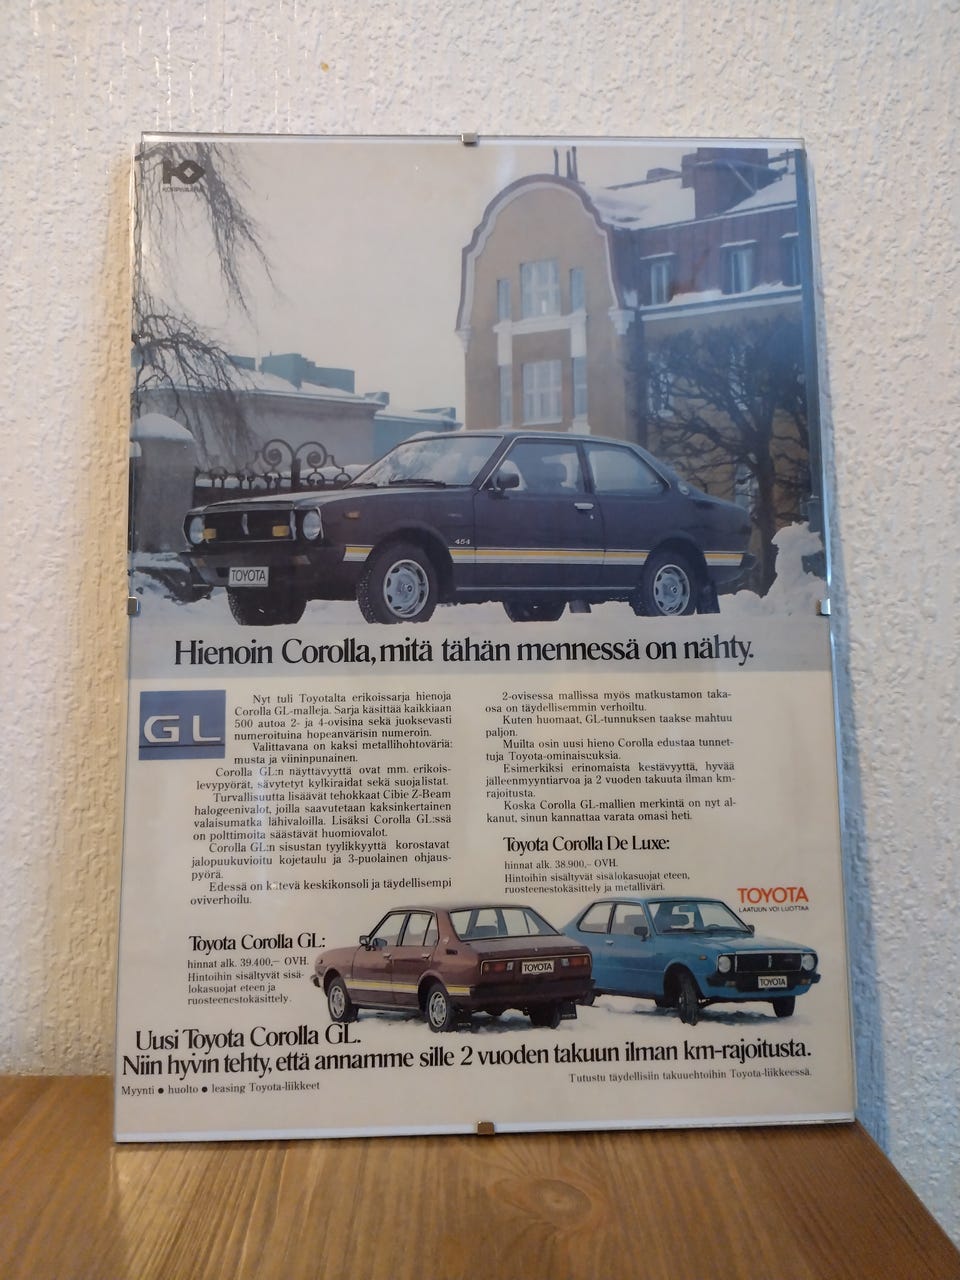 KORPIVAARA
TOYOTA
454
Hienoin Corolla, mitä tähän mennessä on nähty.
GL
Nyt tuli Toyotalta erikoissarja hienoja
Corolla GL-malleja. Sarja käsittää kaikkiaan
500 autoa 2- ja 4-ovisina sekä juoksevasti
numeroituina hopeanvärisin numeroin.
Valittavana on kaksi metallihohtoväriä:
musta ja viininpunainen.
Corolla GL:n näyttävyyttä ovat mm. erikois-
levypyörät, sävytetyt kylkiraidat sekä suojalistat.
Turvallisuutta lisäävät tehokkaat Cibie Z-Beam
halogeenivalot, joilla saavutetaan kaksinkertainen
valaisumatka lähivaloilla. Lisäksi Corolla GL:ssä
on polttimoita säästävät huomiovalot.
Corolla GL:n sisustan tyylikkyyttä korostavat
jalopuukuvioitu kojetaulu ja 3-puolainen ohjaus-
pyörä.
Edessä on kätevä keskikonsoli ja täydellisempi
oviverhoilu.
2-ovisessa mallissa myös matkustamon taka-
osa on täydellisemmin verhoiltu.
Kuten huomaat, GL-tunnuksen taakse mahtuu
paljon.
Muilta osin uusi hieno Corolla edustaa tunnet-
tuja Toyota-ominaisuuksia.
Esimerkiksi erinomaista kestävyyttä, hyvää
jälleenmyyntiarvoa ja 2 vuoden takuuta ilman km-
rajoitusta.
Koska Corolla GL-mallien merkintä on nyt al-
kanut, sinun kannattaa varata omasi heti.
Toyota Corolla De Luxe:
hinnat alk. 38.900,– OVH.
Hintoihin sisältyvät sisälokasuojat eteen,
ruosteenestokäsittely ja metalliväri.
TOYOTA
LAATUUN VOI LUOTTAA
Toyota Corolla GL:
hinnat alk. 39.400,– OVH.
Hintoihin sisältyvät sisä-
lokasuojat eteen ja
ruosteenestokäsittely.
TOYOTA
TOYOTA
Uusi Toyota Corolla GL.
Niin hyvin tehty, että annamme sille 2 vuoden takuun ilman km-rajoitusta.
Myynti ● huolto ● leasing Toyota-liikkeet
Tutustu täydellisiin takuuehtoihin Toyota-liikkeessä.